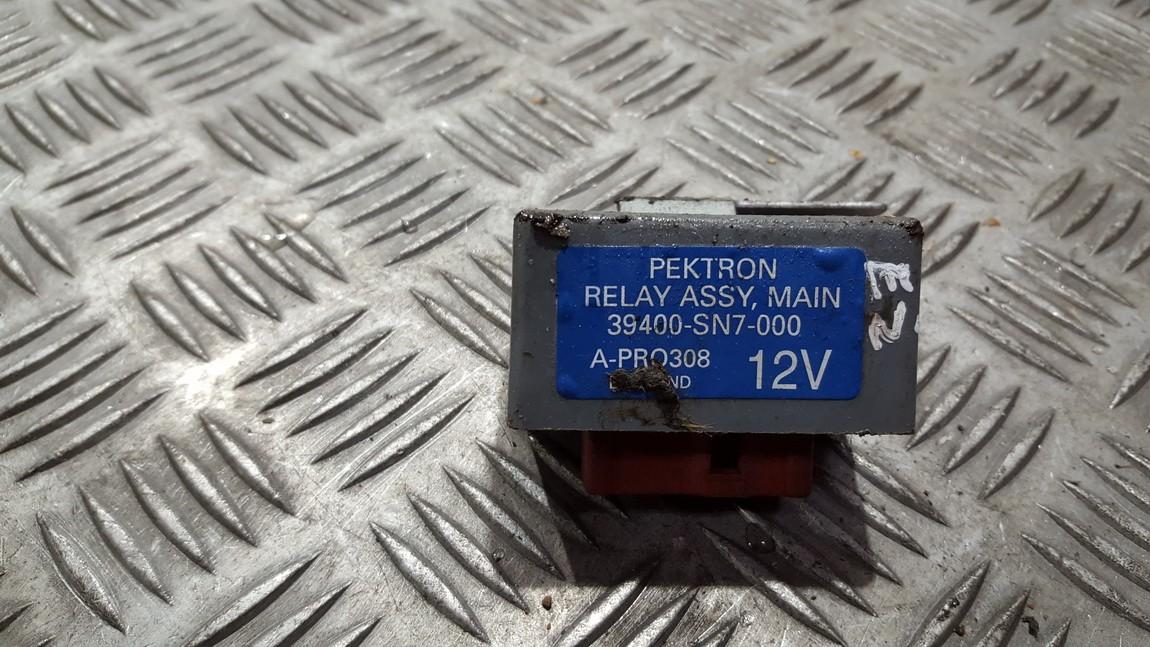 PEKTRON
RELAY ASSY, MAIN
39400-SN7-000
A-PRO308 12V